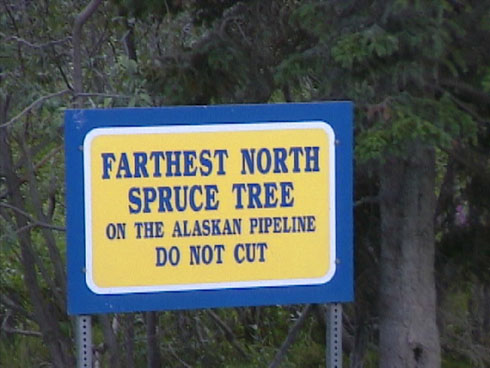 FARTHEST NORTH
SPRUCE TREE
ON THE ALASKAN PIPELINE
DO NOT CUT